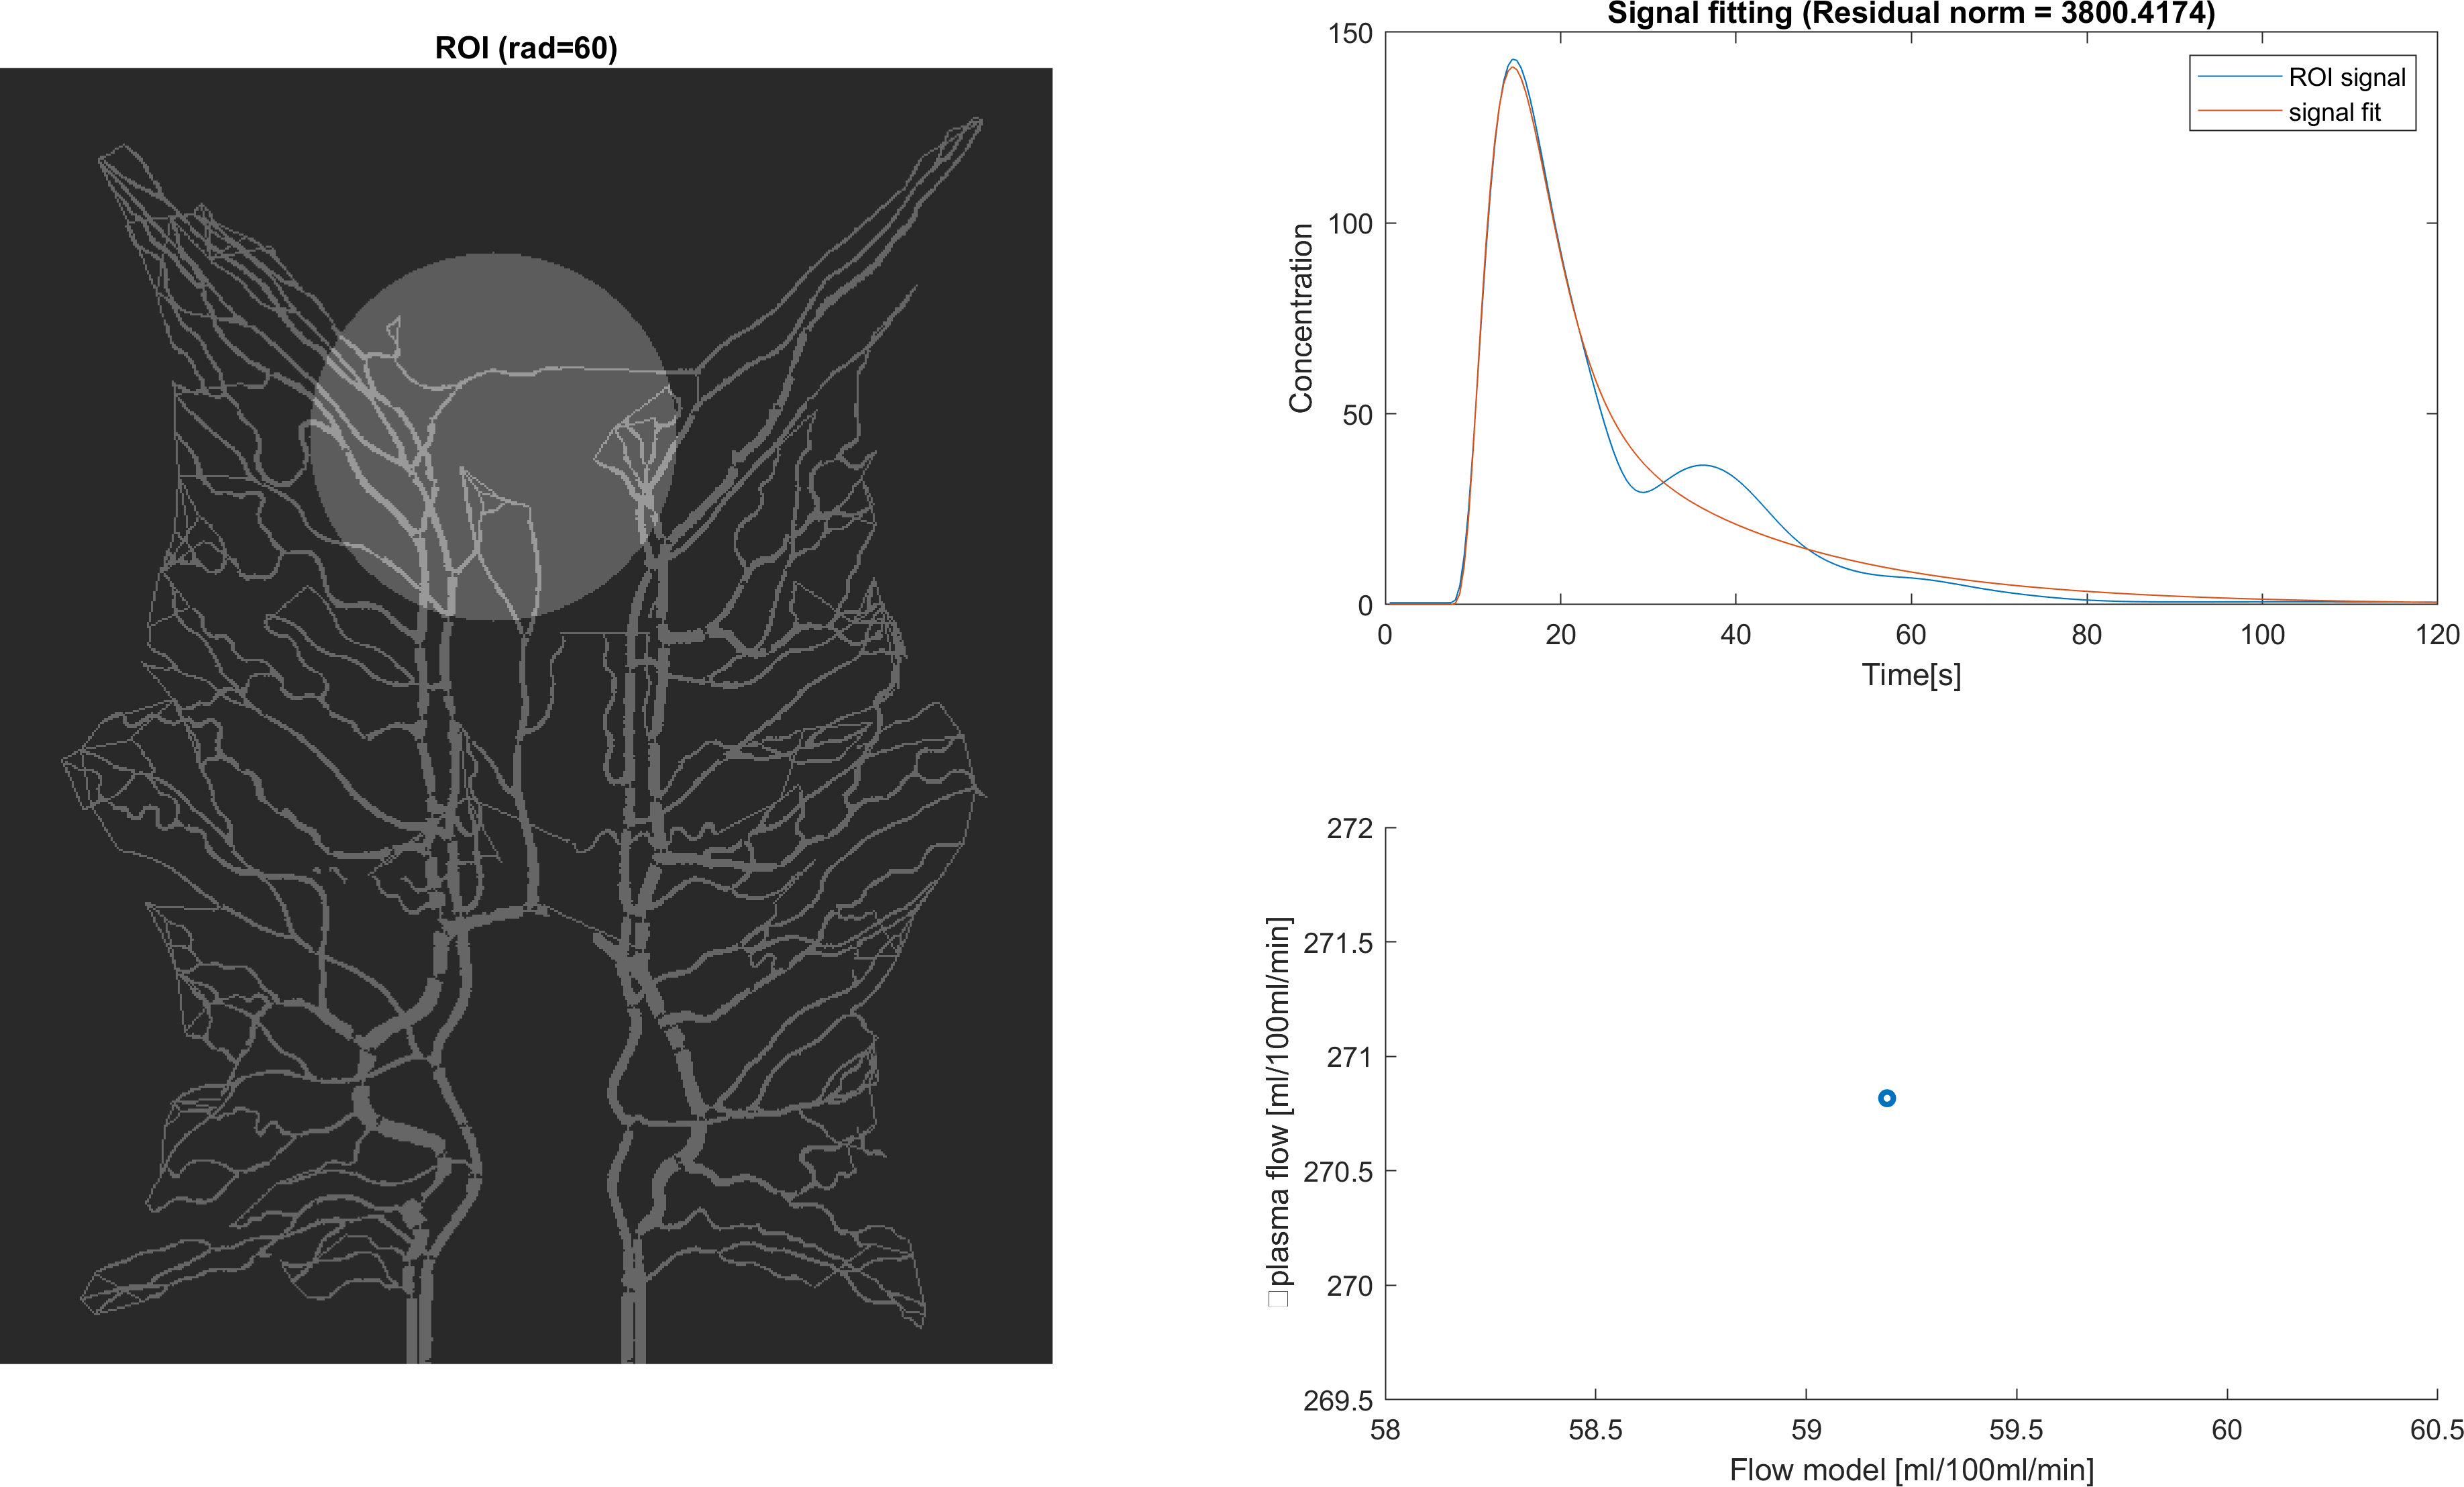 ROI (rad=60)
Signal fitting (Residual norm = 3800.4174)
150
100
50
0
Concentration
ROI signal
signal fit
0 20 40 60 80 100 120
Time[s]
272
271.5
271
270.5
270
269.5
□plasma flow [ml/100ml/min]
58 58.5 59 59.5 60 60.5
Flow model [ml/100ml/min]